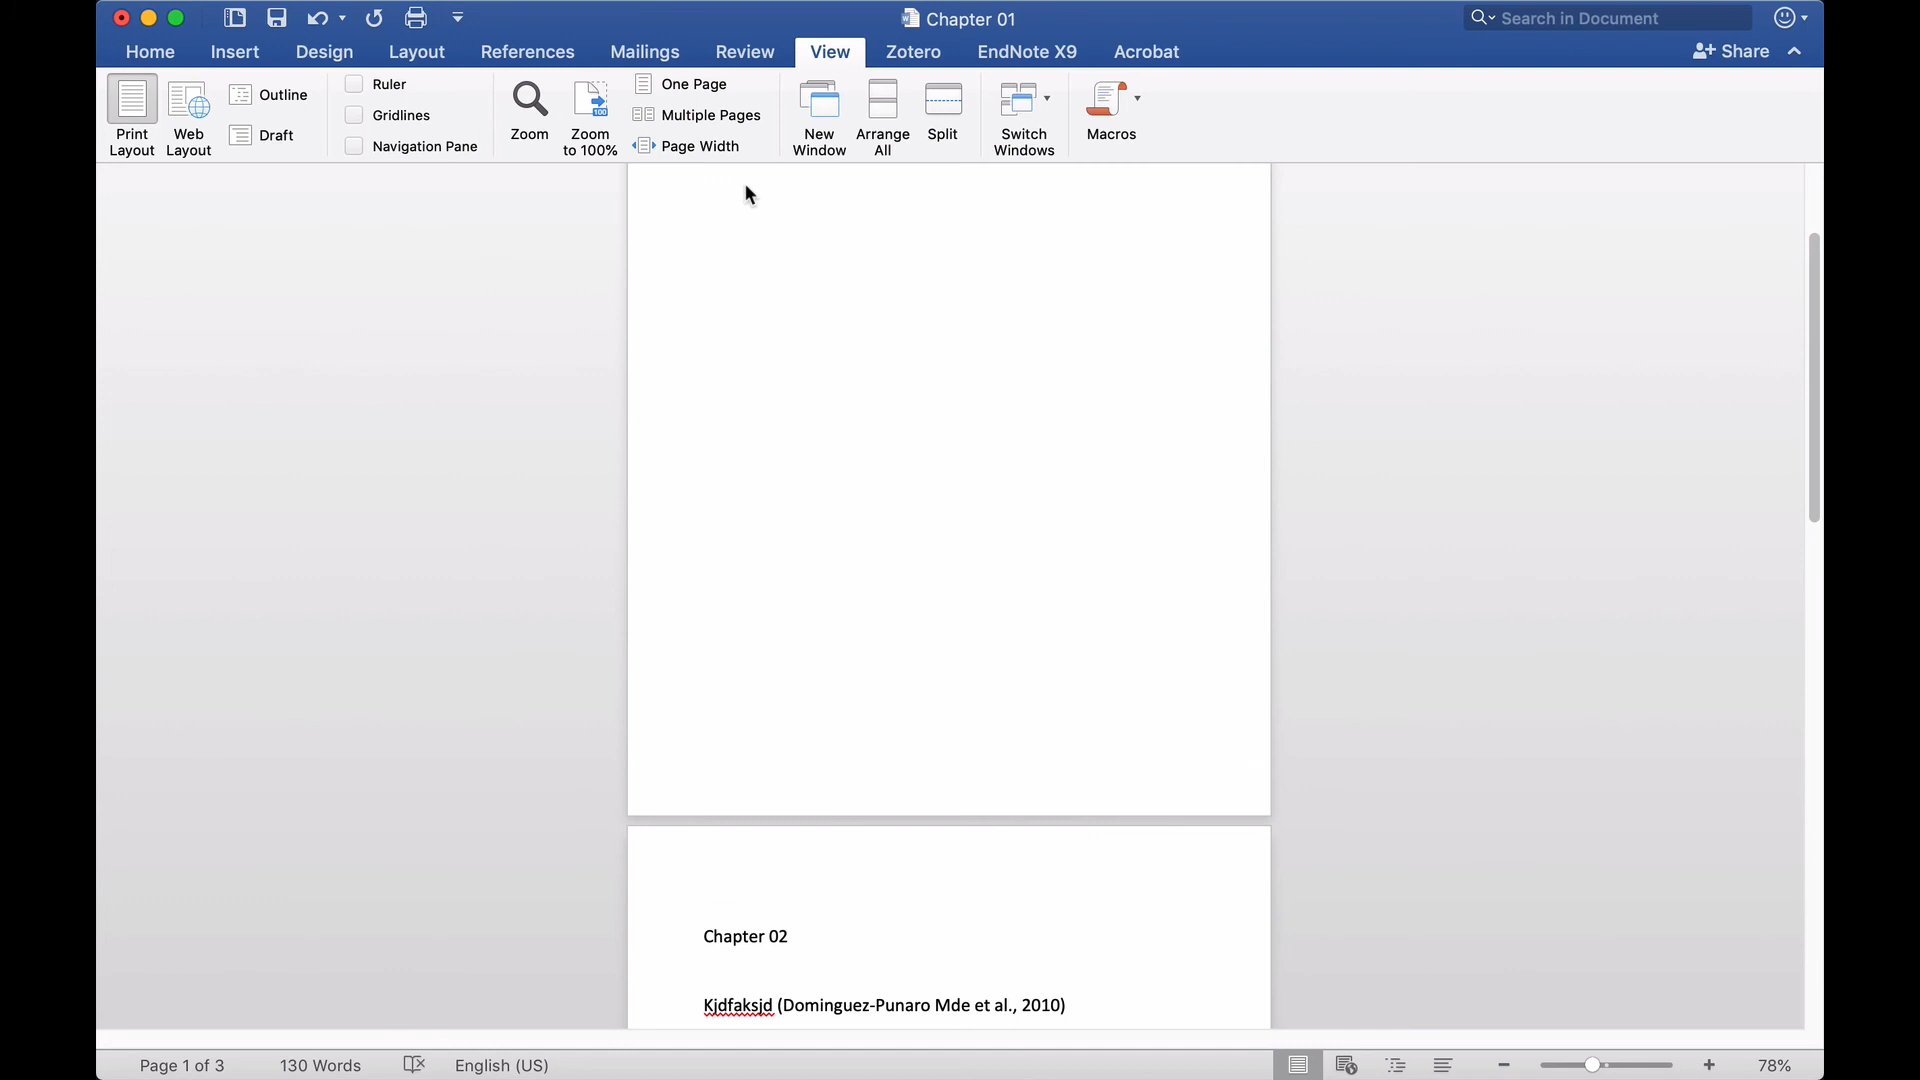 Chapter 01
Search in Document
Home Insert Design Layout References Mailings Review View Zotero EndNote X9 Acrobat Share
Print Layout
Web Layout
Outline
Draft
Ruler
Gridlines
Navigation Pane
Zoom
100
Zoom to 100%
One Page
Multiple Pages
Page Width
New Window
Arrange All
Split
Switch Windows
Macros
Chapter 02
Kjdfaksjd (Dominguez-Punaro Mde et al., 2010)
Page 1 of 3 130 Words English (US) 78%